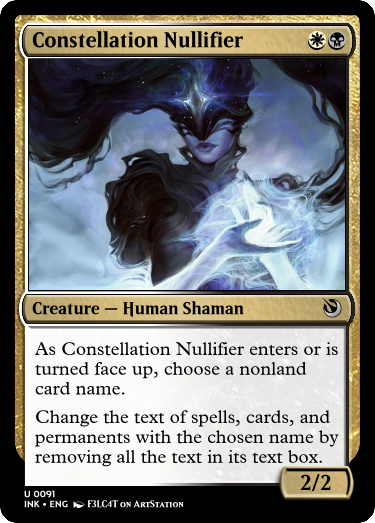 Constellation Nullifier
Creature — Human Shaman
As Constellation Nullifier enters or is
turned face up, choose a nonland
card name.
Change the text of spells, cards, and
permanents with the chosen name by
removing all the text in its text box.
2/2
U 0091
INK • ENG F3LC4T on ArtStation